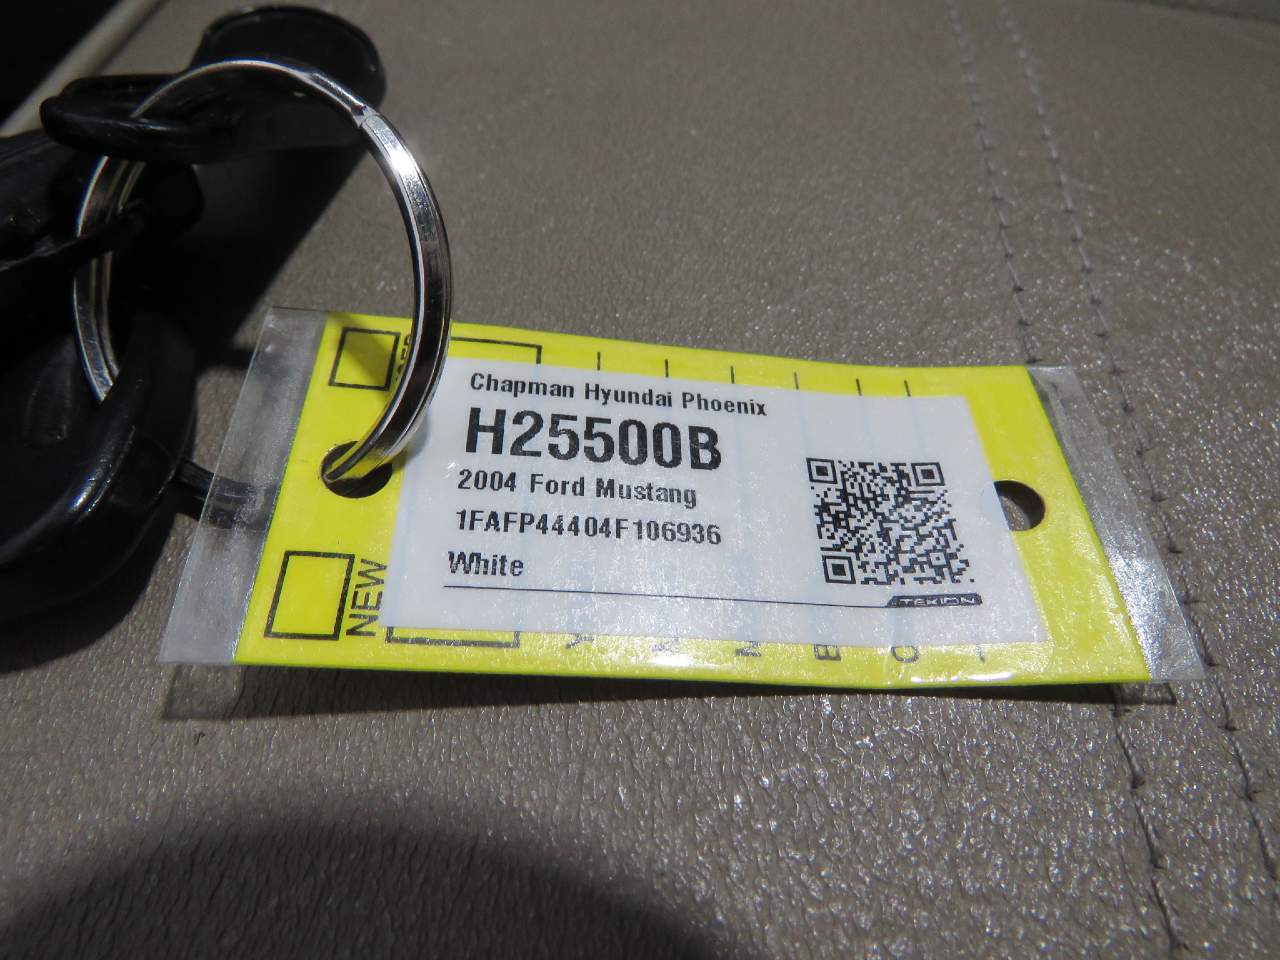 Chapman Hyundai Phoenix
H25500B
2004 Ford Mustang
1FAFP44404F106936
White
TEKION
NEW